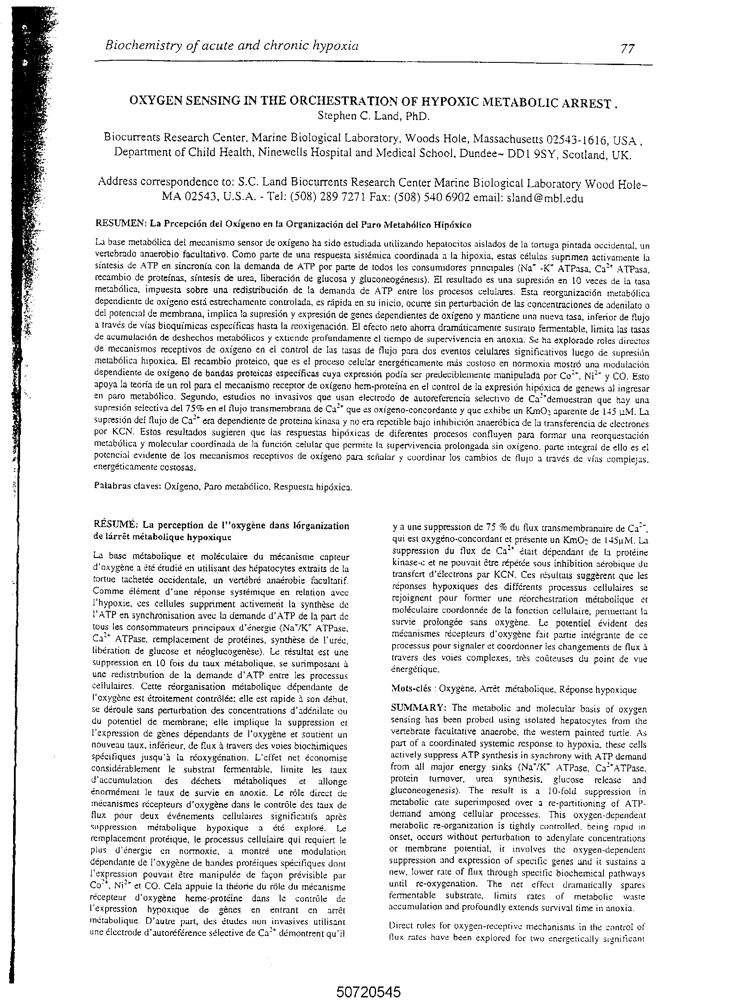 Biochemistry of acute and chronic hypoxia 77
OXYGEN SENSING IN THE ORCHESTRATION OF HYPOXIC METABOLIC ARREST.
Stephen C. Land, PhD.
Biocurrents Research Center, Marine Biological Laboratory, Woods Hole, Massachusetts 02543-1616, USA,
Department of Child Health, Ninewells Hospital and Medical School, Dundee~ DD1 9SY, Scotland, UK.
Address correspondence to: S.C. Land Biocurrents Research Center Marine Biological Laboratory Wood Hole~
MA 02543, U.S.A. - Tel: (508) 289 7271 Fax: (508) 540 6902 email: sland@mbl.edu
RESUMEN: La Prcepción del Oxígeno en la Organización del Paro Metabólico Hipóxico
La base metabólica del mecanismo sensor de oxígeno ha sido estudiada utilizando hepatocitos aislados de la tortuga pintada occidental, un
vertebrado anaerobio facultativo. Como parte de una respuesta sistémica coordinada a la hipoxia, estas células suprimen activamente la
síntesis de ATP en sincronía con la demanda de ATP por parte de todos los consumidores principales (Na⁺ -K⁺ ATPasa, Ca²⁺ ATPasa,
recambio de proteínas, síntesis de urea, liberación de glucosa y gluconeogénesis). El resultado es una supresión en 10 veces de la tasa
metabólica, impuesta sobre una redistribución de la demanda de ATP entre los procesos celulares. Esta reorganización metabólica
dependiente de oxígeno está estrechamente controlada, es rápida en su inicio, ocurre sin perturbación de las concentraciones de adenilato o
del potencial de membrana, implica la supresión y expresión de genes dependientes de oxígeno y mantiene una nueva tasa, inferior de flujo
a través de vías bioquímicas específicas hasta la reoxigenación. El efecto neto ahorra dramáticamente sustrato fermentable, limita las tasas
de acumulación de deshechos metabólicos y extiende profundamente el tiempo de supervivencia en anoxia. Se ha explorado roles directos
de mecanismos receptivos de oxígeno en el control de las tasas de flujo para dos eventos celulares significativos luego de supresión
metabólica hipoxica. El recambio proteico, que es el proceso celular energéticamente más costoso en normoxia mostró una modulación
dependiente de oxígeno de bandas proteicas específicas cuya expresión podía ser predeciblemente manipulada por Co²⁺, Ni²⁺ y CO. Esto
apoya la teoría de un rol para el mecanismo receptor de oxígeno hem-proteína en el control de la expresión hipóxica de genews al ingresar
en paro metabólico. Segundo, estudios no invasivos que usan electrodo de autoreferencia selectivo de Ca²⁺demuestran que hay una
supresión selectiva del 75% en el flujo transmembrana de Ca²⁺ que es oxígeno-concordante y que exhibe un KmO₂ aparente de 145 µM. La
supresión del flujo de Ca²⁺ era dependiente de proteina kinasa y no era repetible bajo inhibición anaeróbica de la transferencia de electrones
por KCN. Estos resultados sugieren que las respuestas hipóxicas de diferentes procesos confluyen para formar una reorquestación
metabólica y molecular coordinada de la función celular que permite la supervivencia prolongada sin oxígeno. parte integral de ello es el
potencial evidente de los mecanismos receptivos de oxígeno para señalar y coordinar los cambios de flujo a través de vías complejas,
energéticamente costosas.
Palabras claves: Oxígeno, Paro metabólico, Respuesta hipóxica.
RÉSUMÉ: La perception de l''oxygène dans lórganization
de lárrêt métabolique hypoxique
La base métabolique et moléculaire du mécanisme capteur
d'oxygène a été étudié en utilisant des hépatocytes extraits de la
tortue tachetée occidentale, un vertébré anaérobie facultatif.
Comme élément d'une réponse systémique en relation avec
l'hypoxie, ces cellules suppriment activement la synthèse de
l'ATP en synchronisation avec la demande d'ATP de la part de
tous les consommateurs principaux d'énergie (Na⁺/K⁺ ATPase,
Ca²⁺ ATPase, remplacement de protéines, synthèse de l'urée,
libération de glucose et néoglucogenèse). Le résultat est une
suppression en 10 fois du taux métabolique, se surimposant à
une redistribution de la demande d'ATP entre les processus
cellulaires. Cette réorganisation métabolique dépendante de
l'oxygène est étroitement contrôlée; elle est rapide à son début,
se déroule sans perturbation des concentrations d'adénilate ou
du potentiel de membrane; elle implique la suppression et
l'expression de gènes dépendants de l'oxygène et soutient un
nouveau taux, inférieur, de flux à travers des voies biochimiques
spécifiques jusqu'à la réoxygénation. L'effet net économise
considérablement le substrat fermentable, limite les taux
d'accumulation des déchets métaboliques et allonge
énormément le taux de survie en anoxie. Le rôle direct de
mécanismes récepteurs d'oxygène dans le contrôle des taux de
flux pour deux événements cellulaires significatifs après
suppression métabolique hypoxique a été exploré. Le
remplacement protéique, le processus cellulaire qui requiert le
plus d'énergie en normoxie, a montré une modulation
dépendante de l'oxygène de bandes protéiques spécifiques dont
l'expression pouvait être manipulée de façon prévisible par
Co²⁺, Ni²⁺ et CO. Cela appuie la théorie du rôle du mécanisme
récepteur d'oxygène heme-protéine dans le contrôle de
l'expression hypoxique de gènes en entrant en arrêt
métabolique. D'autre part, des études non invasives utilisant
une électrode d'autoréférence sélective de Ca²⁺ démontrent qu'il
y a une suppression de 75 % du flux transmembranaire de Ca²⁺,
qui est oxygéno-concordant et présente un KmO₂ de 145µM. La
suppression du flux de Ca²⁺ était dépendant de la protéine
kinase-c et ne pouvait être répétée sous inhibition aérobique du
transfert d'électrons par KCN. Ces résultats suggèrent que les
réponses hypoxiques des différents processus cellulaires se
rejoignent pour former une réorchestration métabolique et
moléculaire coordonnée de la fonction cellulaire, permettant la
survie prolongée sans oxygène. Le potentiel évident des
mécanismes récepteurs d'oxygène fait partie intégrante de ce
processus pour signaler et coordonner les changements de flux à
travers des voies complexes, très coûteuses du point de vue
énergétique.
Mots-clés : Oxygène, Arrêt métabolique, Réponse hypoxique
SUMMARY: The metabolic and molecular basis of oxygen
sensing has been probed using isolated hepatocytes from the
vertebrate facultative anaerobe, the western painted turtle. As
part of a coordinated systemic response to hypoxia, these cells
actively suppress ATP synthesis in synchrony with ATP demand
from all major energy sinks (Na⁺/K⁺ ATPase, Ca²⁺ATPase,
protein turnover, urea synthesis, glucose release and
gluconeogenesis). The result is a 10-fold suppression in
metabolic rate superimposed over a re-partitioning of ATP-
demand among cellular processes. This oxygen-dependent
metabolic re-organization is tightly controlled, being rapid in
onset, occurs without perturbation to adenylate concentrations
or membrane potential, it involves the oxygen-dependent
suppression and expression of specific genes and it sustains a
new, lower rate of flux through specific biochemical pathways
until re-oxygenation. The net effect dramatically spares
fermentable substrate, limits rates of metabolic waste
accumulation and profoundly extends survival time in anoxia.
Direct roles for oxygen-receptive mechanisms in the control of
flux rates have been explored for two energetically significant
50720545